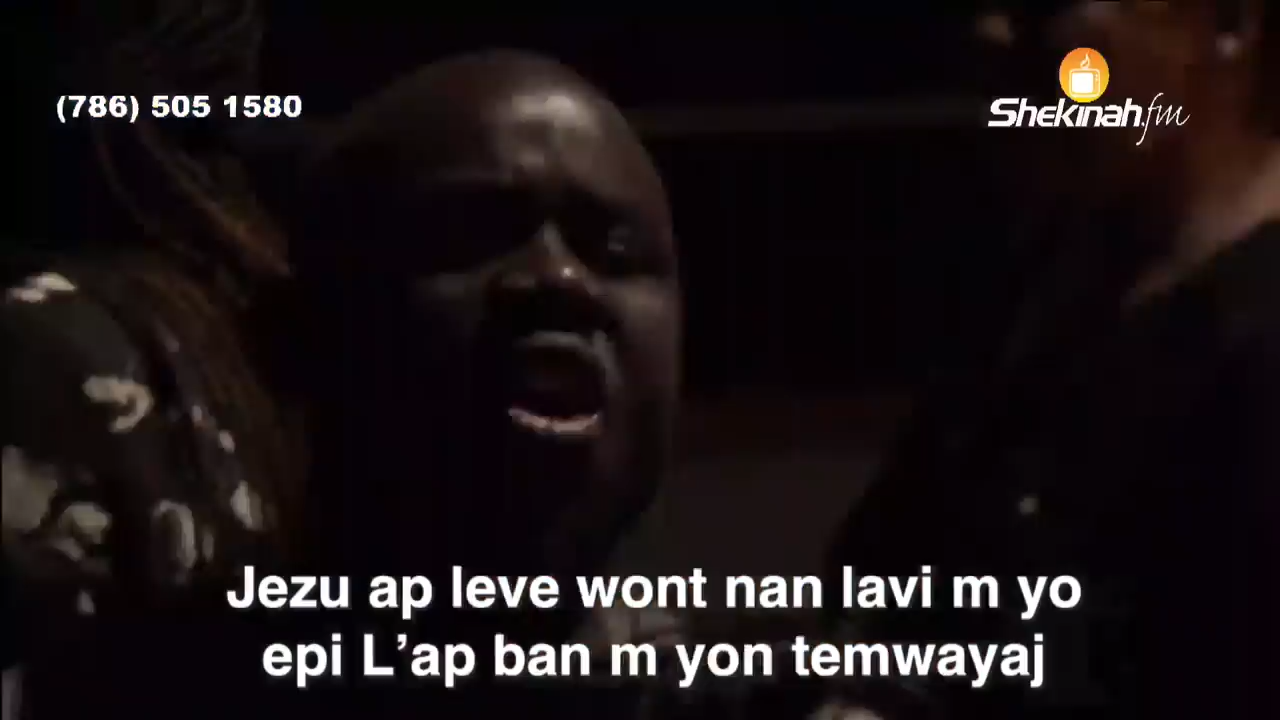 (786) 505 1580
Shekinah.fm
Jezu ap leve wont nan lavi m yo
epi L’ap ban m yon temwayaj